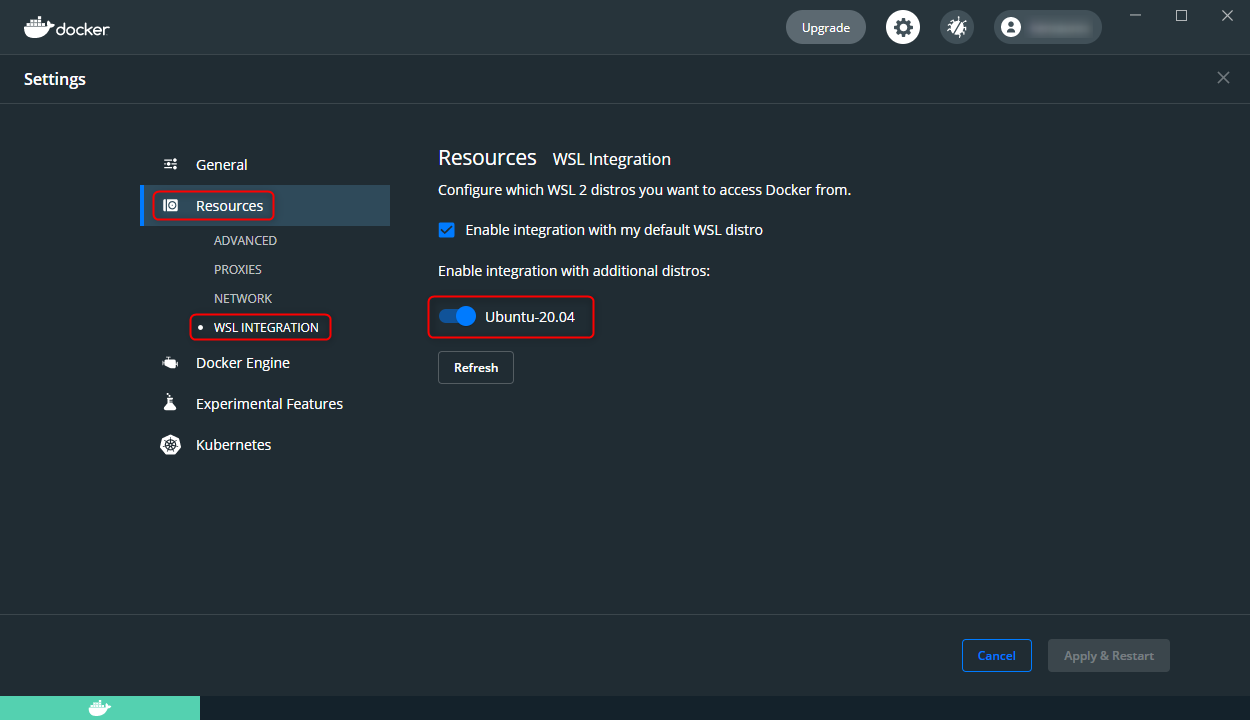 docker
Upgrade
Settings
General
Resources
ADVANCED
PROXIES
NETWORK
WSL INTEGRATION
Docker Engine
Experimental Features
Kubernetes
Resources WSL Integration
Configure which WSL 2 distros you want to access Docker from.
Enable integration with my default WSL distro
Enable integration with additional distros:
Ubuntu-20.04
Refresh
Cancel
Apply & Restart